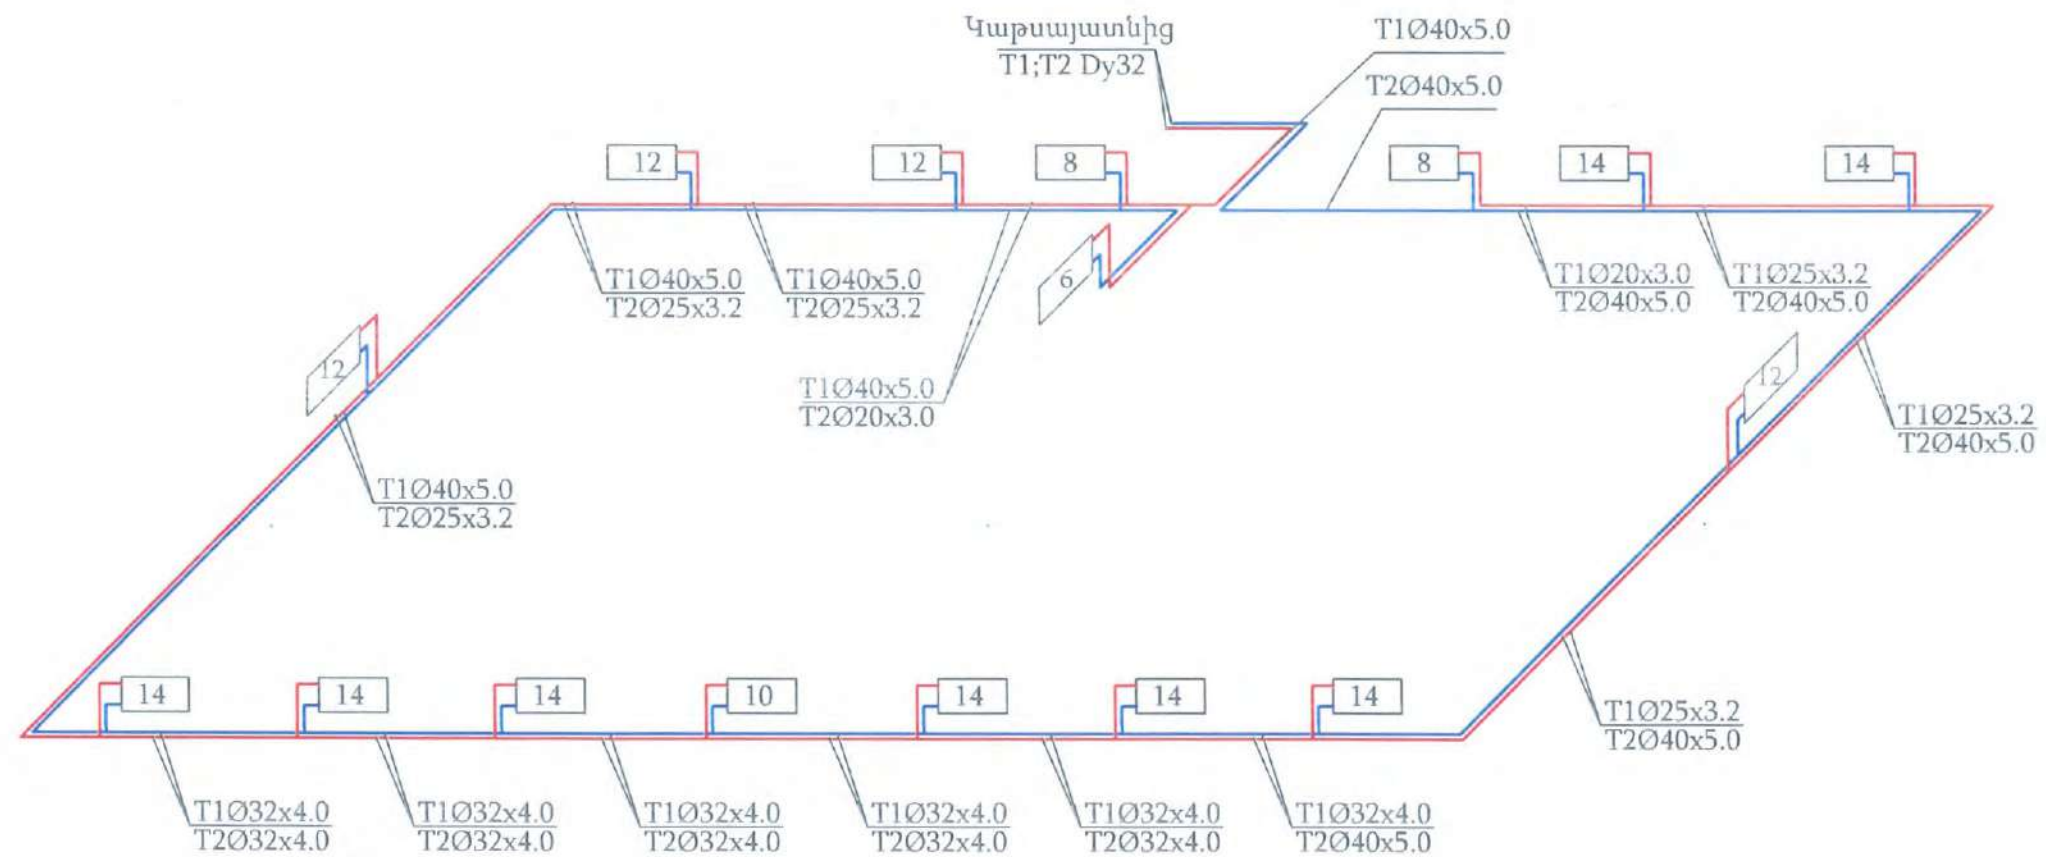 Կաթսայատնից
T1;T2 Dy32
T1Ø40x5.0
T2Ø40x5.0
12
12
8
8
14
14
6
T1Ø40x5.0
T2Ø25x3.2
T1Ø40x5.0
T2Ø25x3.2
T1Ø20x3.0
T2Ø40x5.0
T1Ø25x3.2
T2Ø40x5.0
12
12
T1Ø40x5.0
T2Ø20x3.0
T1Ø25x3.2
T2Ø40x5.0
T1Ø40x5.0
T2Ø25x3.2
14
14
14
10
14
14
14
T1Ø25x3.2
T2Ø40x5.0
T1Ø32x4.0
T2Ø32x4.0
T1Ø32x4.0
T2Ø32x4.0
T1Ø32x4.0
T2Ø32x4.0
T1Ø32x4.0
T2Ø32x4.0
T1Ø32x4.0
T2Ø32x4.0
T1Ø32x4.0
T2Ø40x5.0